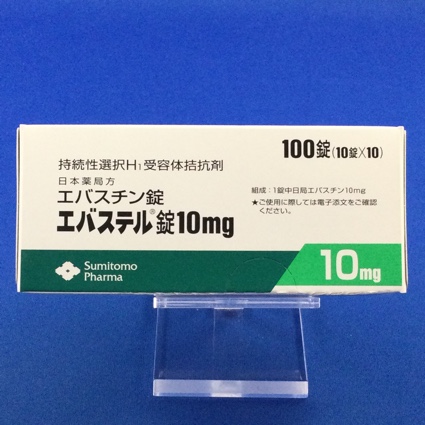 100錠(10錠×10)
持続性選択H₁受容体拮抗剤
日本薬局方
エバスチン錠
エバステル®錠10mg
組成:1錠中日局エバスチン10mg
★ご使用に際しては電子添文をご確認
ください。
Sumitomo
Pharma
10mg